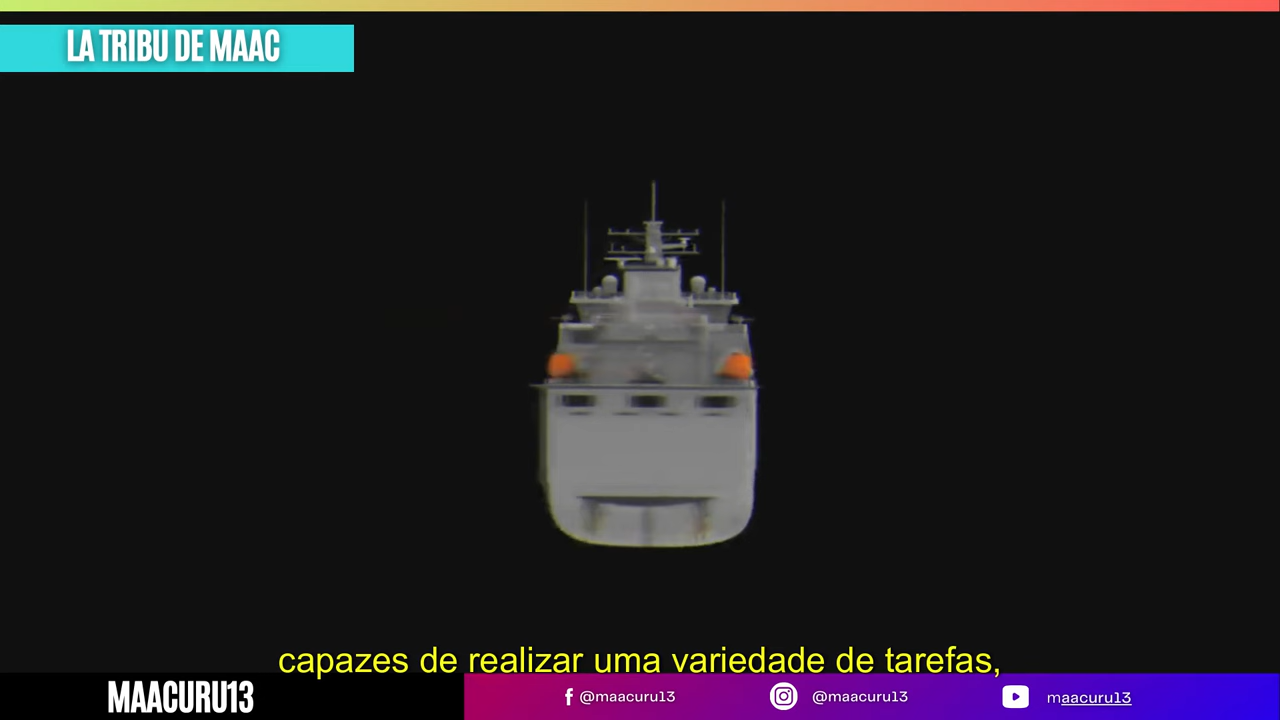 LA TRIBU DE MAAC
capazes de realizar uma variedade de tarefas,
MAACURU13
@maacuru13
@maacuru13
maacuru13